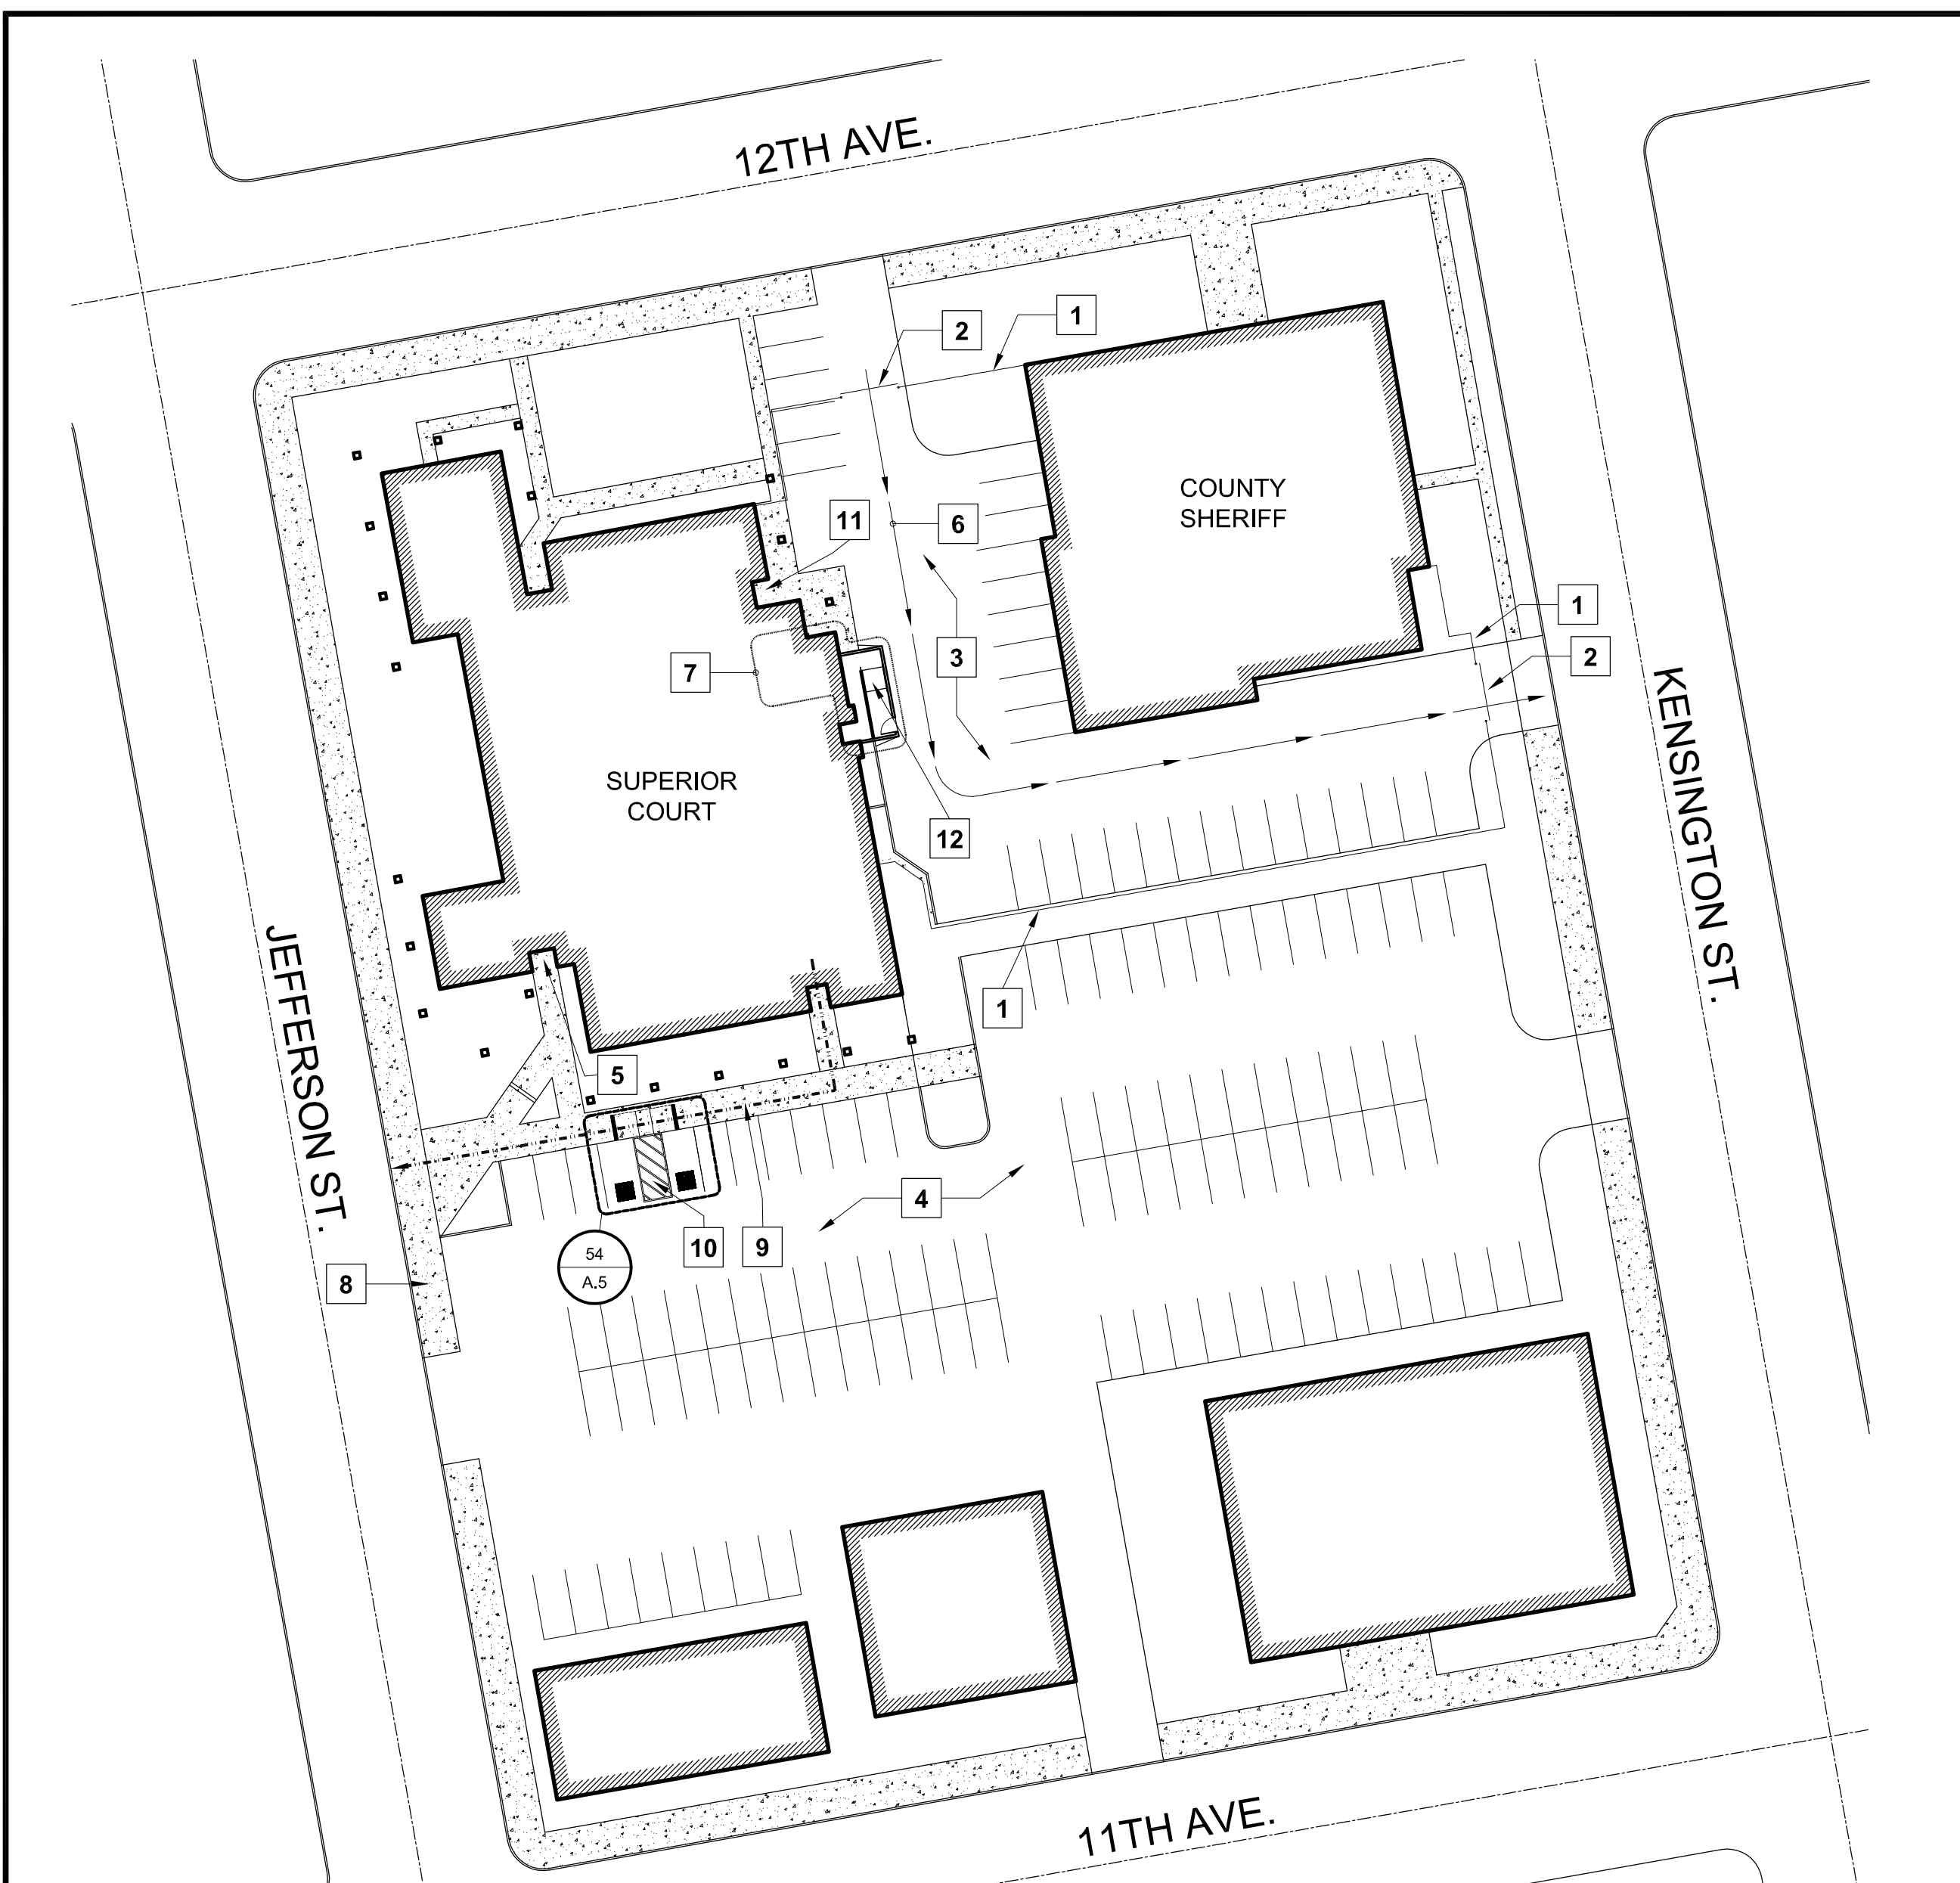 12TH AVE.
2
1
COUNTY
SHERIFF
11
6
1
3
2
7
KENSINGTON ST.
SUPERIOR
COURT
12
JEFFERSON ST.
1
5
4
10
9
54
A.5
8
11TH AVE.